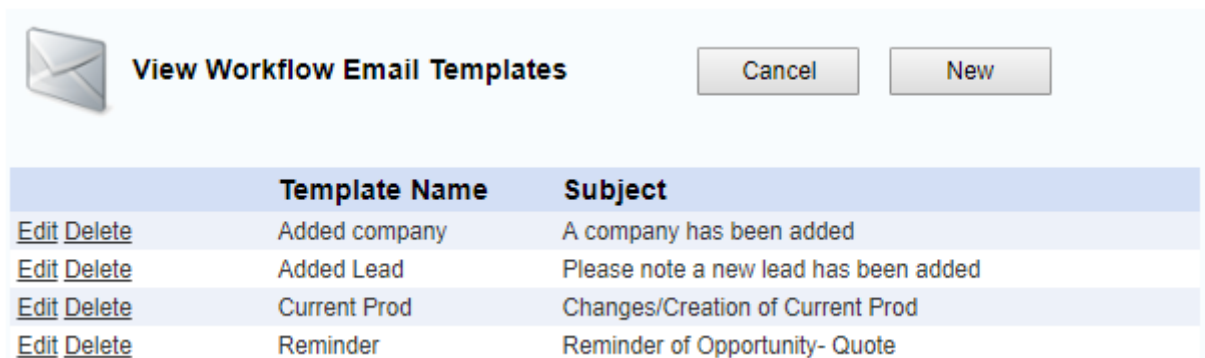 View Workflow Email Templates Cancel New
Template Name Subject
Edit Delete Added company A company has been added
Edit Delete Added Lead Please note a new lead has been added
Edit Delete Current Prod Changes/Creation of Current Prod
Edit Delete Reminder Reminder of Opportunity- Quote